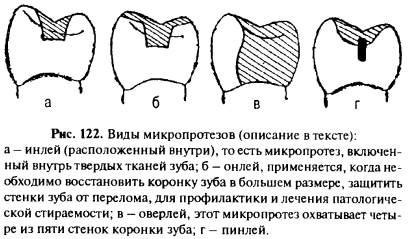 а б в г
Рис. 122. Виды микропротезов (описание в тексте):
а – инлей (расположенный внутри), то есть микропротез, включен-
ный внутрь твердых тканей зуба; б – онлей, применяется, когда не-
обходимо восстановить коронку зуба в большем размере, защитить
стенки зуба от перелома, для профилактики и лечения патологиче-
ской стираемости; в – оверлей, этот микропротез охватывает четы-
ре из пяти стенок коронки зуба; г – пинлей.